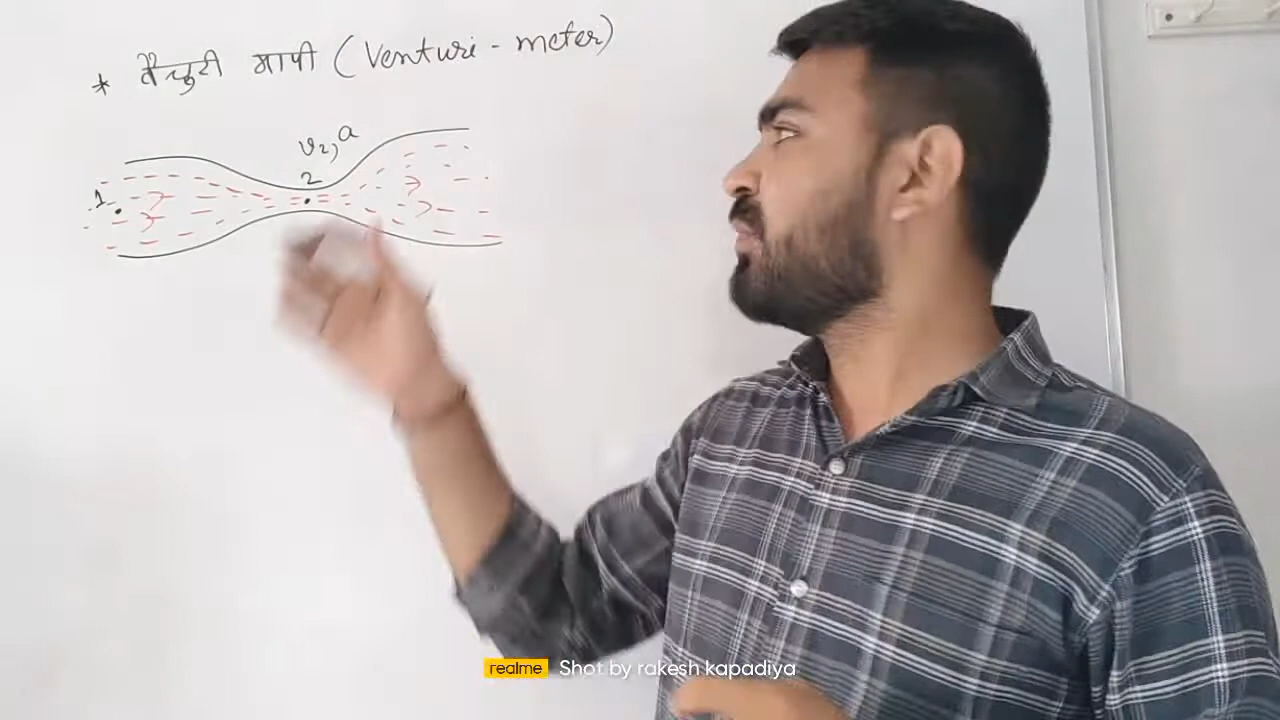 * वेन्चुरी मापी (Venturi-meter)
v₂, a
1 2
realme Shot by rakesh kapadiya